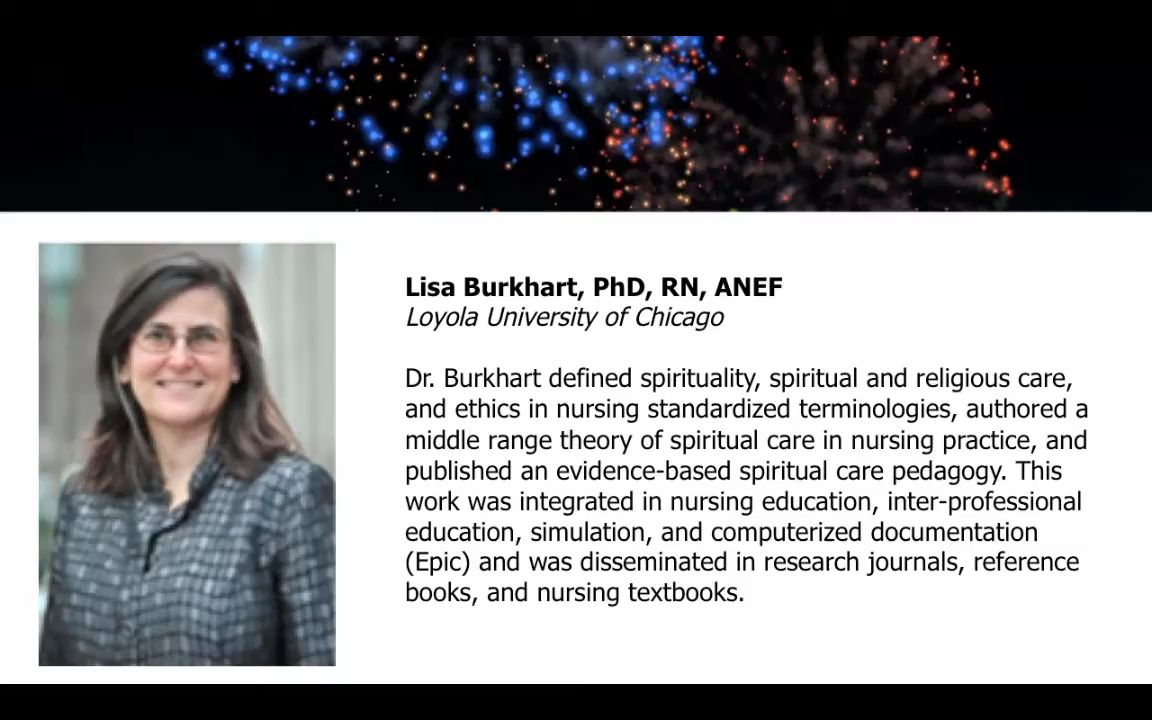 Lisa Burkhart, PhD, RN, ANEF
Loyola University of Chicago
Dr. Burkhart defined spirituality, spiritual and religious care,
and ethics in nursing standardized terminologies, authored a
middle range theory of spiritual care in nursing practice, and
published an evidence-based spiritual care pedagogy. This
work was integrated in nursing education, inter-professional
education, simulation, and computerized documentation
(Epic) and was disseminated in research journals, reference
books, and nursing textbooks.